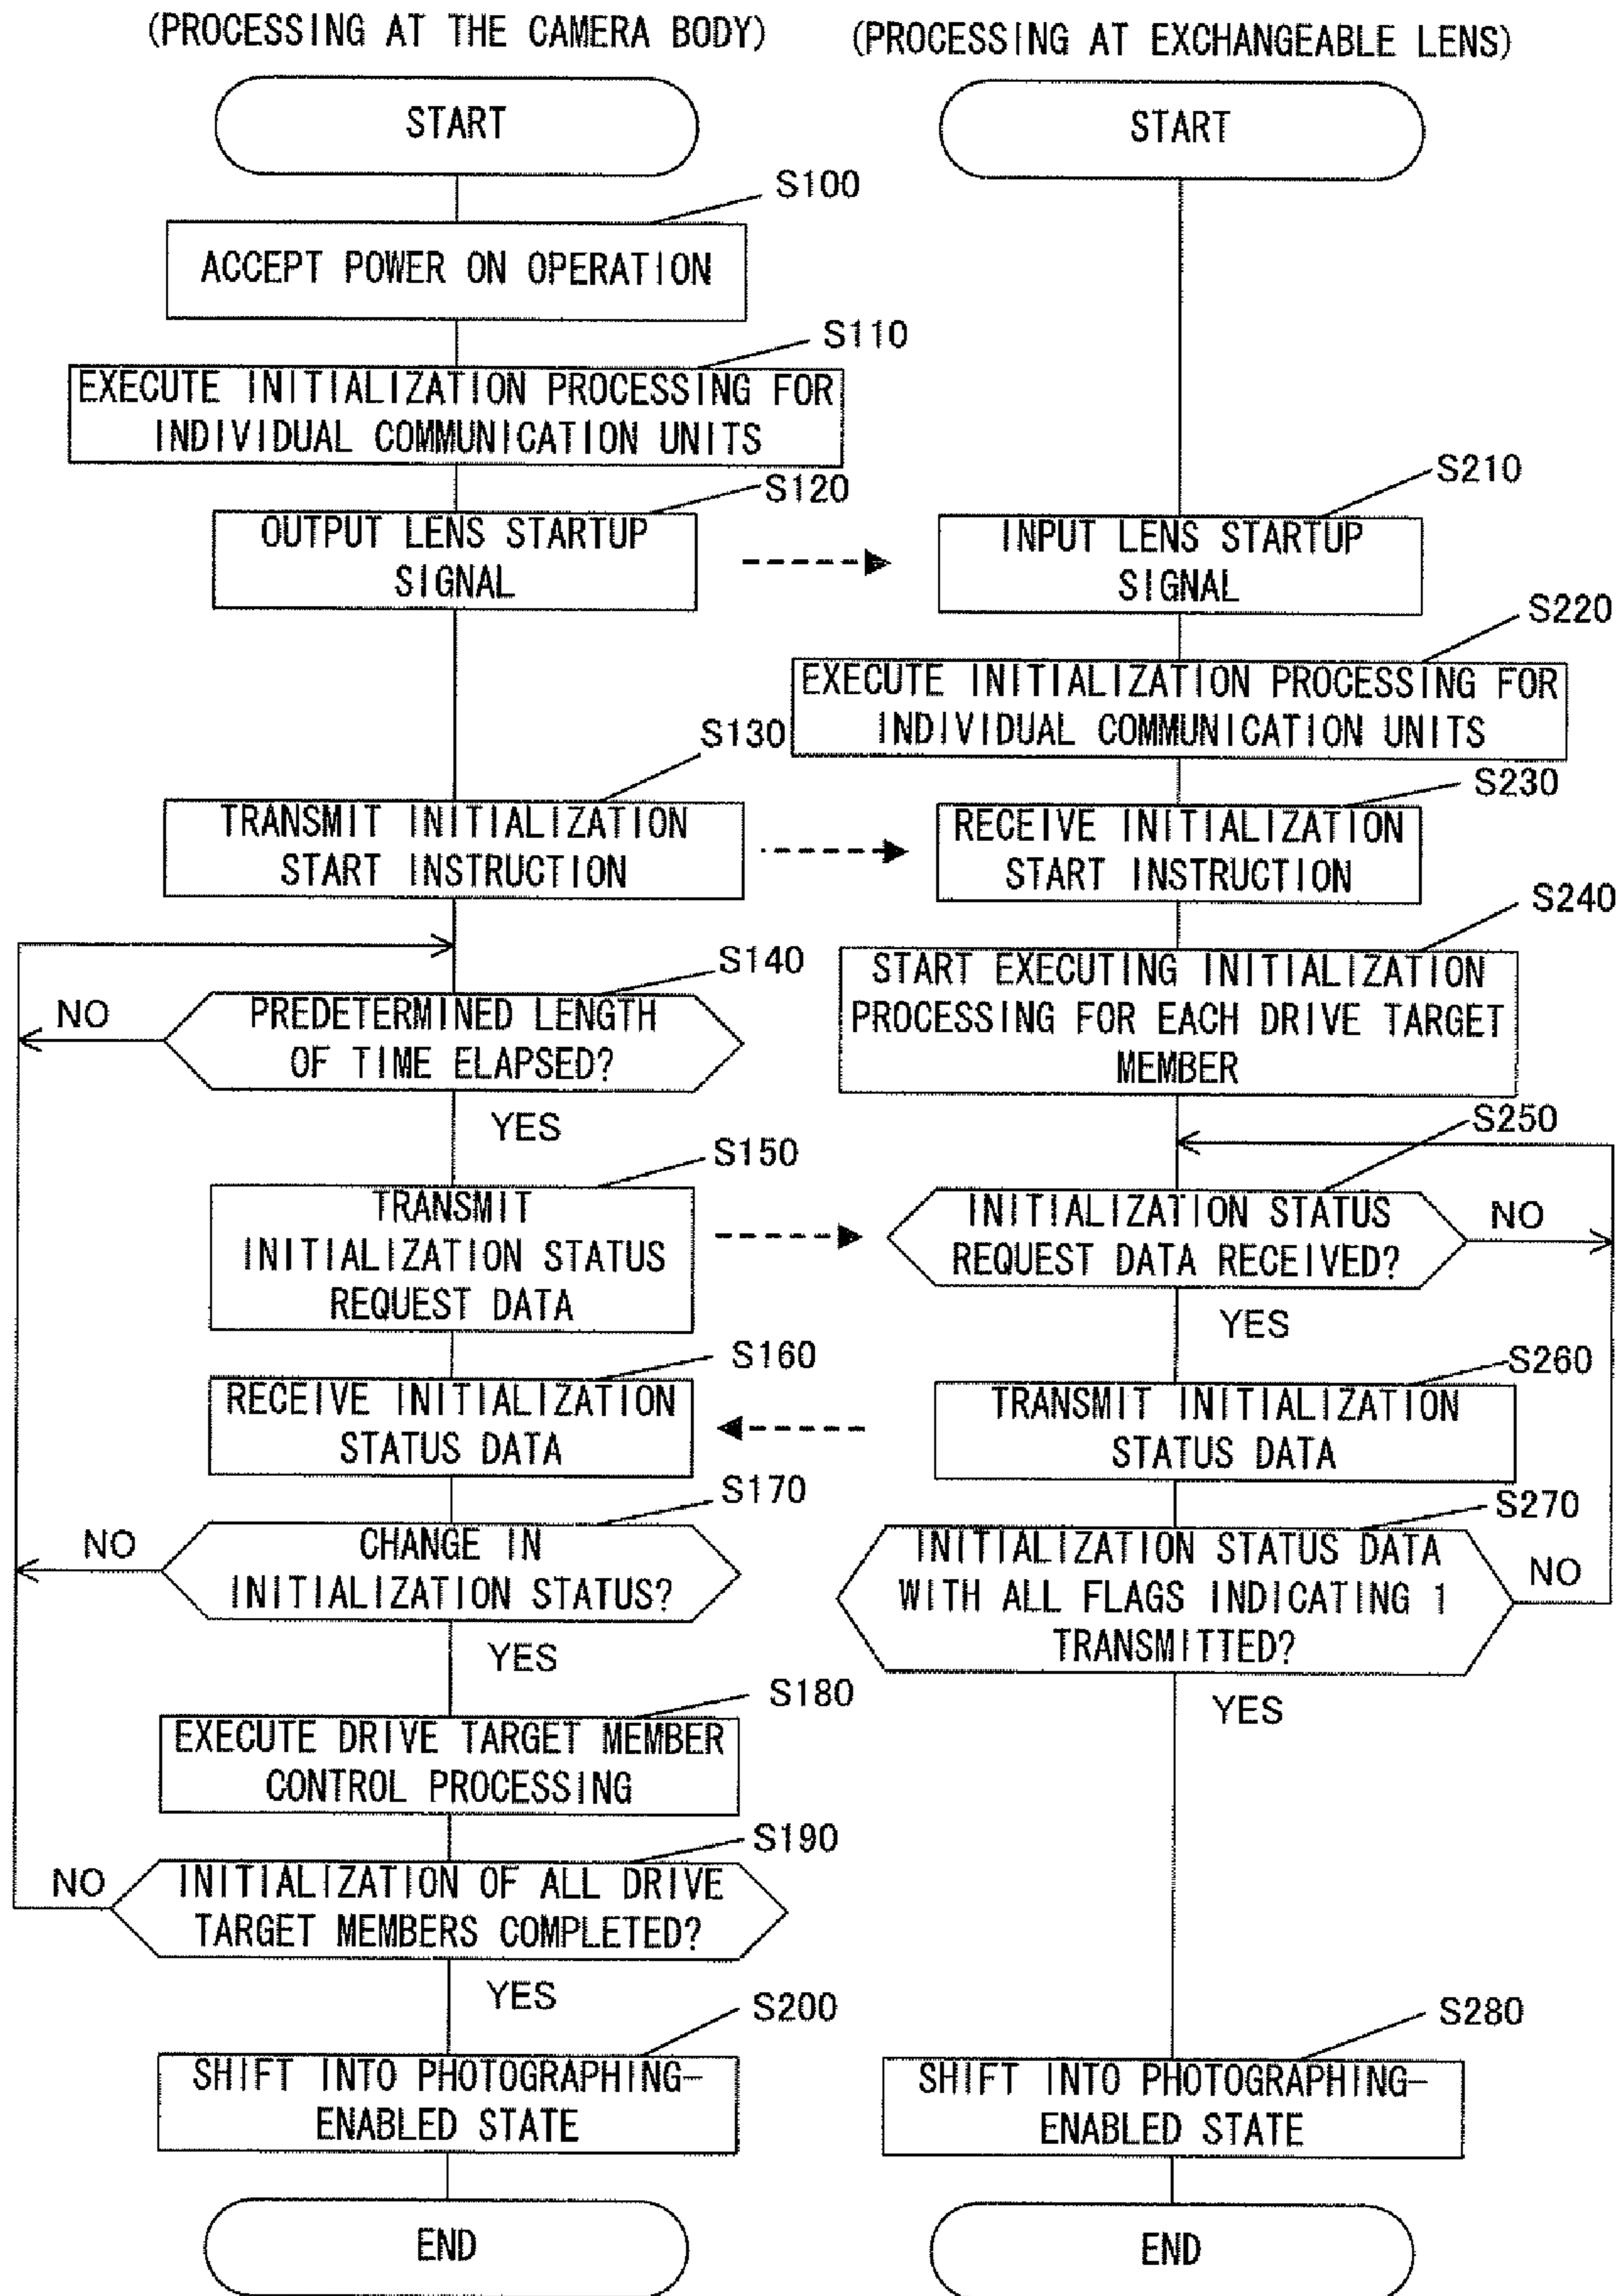 (PROCESSING AT THE CAMERA BODY)
START
S100
ACCEPT POWER ON OPERATION
S110
EXECUTE INITIALIZATION PROCESSING FOR
INDIVIDUAL COMMUNICATION UNITS
S120
OUTPUT LENS STARTUP
SIGNAL
S130
TRANSMIT INITIALIZATION
START INSTRUCTION
S140
PREDETERMINED LENGTH
OF TIME ELAPSED?
NO
YES
S150
TRANSMIT
INITIALIZATION STATUS
REQUEST DATA
S160
RECEIVE INITIALIZATION
STATUS DATA
S170
CHANGE IN
INITIALIZATION STATUS?
NO
YES
S180
EXECUTE DRIVE TARGET MEMBER
CONTROL PROCESSING
S190
INITIALIZATION OF ALL DRIVE
TARGET MEMBERS COMPLETED?
NO
YES
S200
SHIFT INTO PHOTOGRAPHING-
ENABLED STATE
END
(PROCESSING AT EXCHANGEABLE LENS)
START
S210
INPUT LENS STARTUP
SIGNAL
S220
EXECUTE INITIALIZATION PROCESSING FOR
INDIVIDUAL COMMUNICATION UNITS
S230
RECEIVE INITIALIZATION
START INSTRUCTION
S240
START EXECUTING INITIALIZATION
PROCESSING FOR EACH DRIVE TARGET
MEMBER
S250
INITIALIZATION STATUS
REQUEST DATA RECEIVED?
NO
YES
S260
TRANSMIT INITIALIZATION
STATUS DATA
S270
INITIALIZATION STATUS DATA
WITH ALL FLAGS INDICATING 1
TRANSMITTED?
NO
YES
S280
SHIFT INTO PHOTOGRAPHING-
ENABLED STATE
END